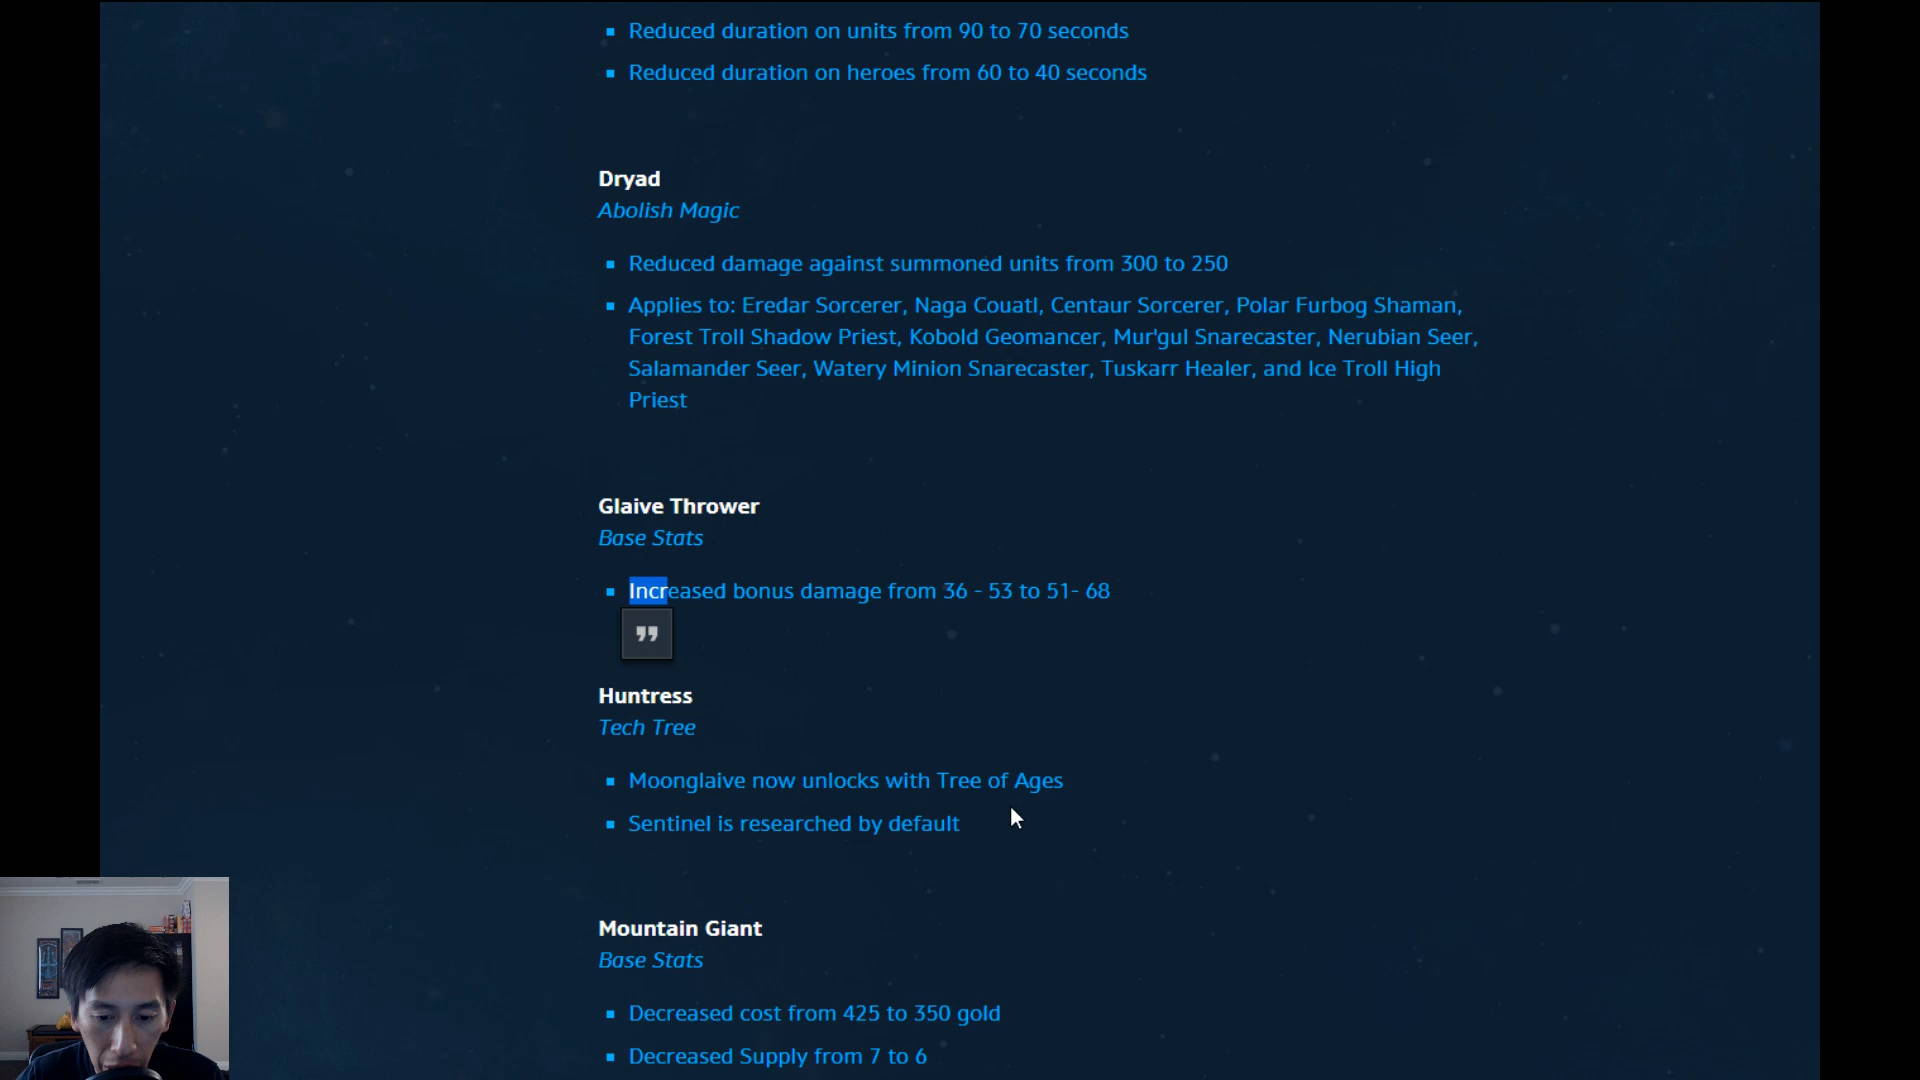 Reduced duration on units from 90 to 70 seconds
Reduced duration on heroes from 60 to 40 seconds
Dryad
Abolish Magic
Reduced damage against summoned units from 300 to 250
Applies to: Eredar Sorcerer, Naga Couatl, Centaur Sorcerer, Polar Furbog Shaman,
Forest Troll Shadow Priest, Kobold Geomancer, Mur'gul Snarecaster, Nerubian Seer,
Salamander Seer, Watery Minion Snarecaster, Tuskarr Healer, and Ice Troll High
Priest
Glaive Thrower
Base Stats
Increased bonus damage from 36 - 53 to 51- 68
Huntress
Tech Tree
Moonglaive now unlocks with Tree of Ages
Sentinel is researched by default
Mountain Giant
Base Stats
Decreased cost from 425 to 350 gold
Decreased Supply from 7 to 6